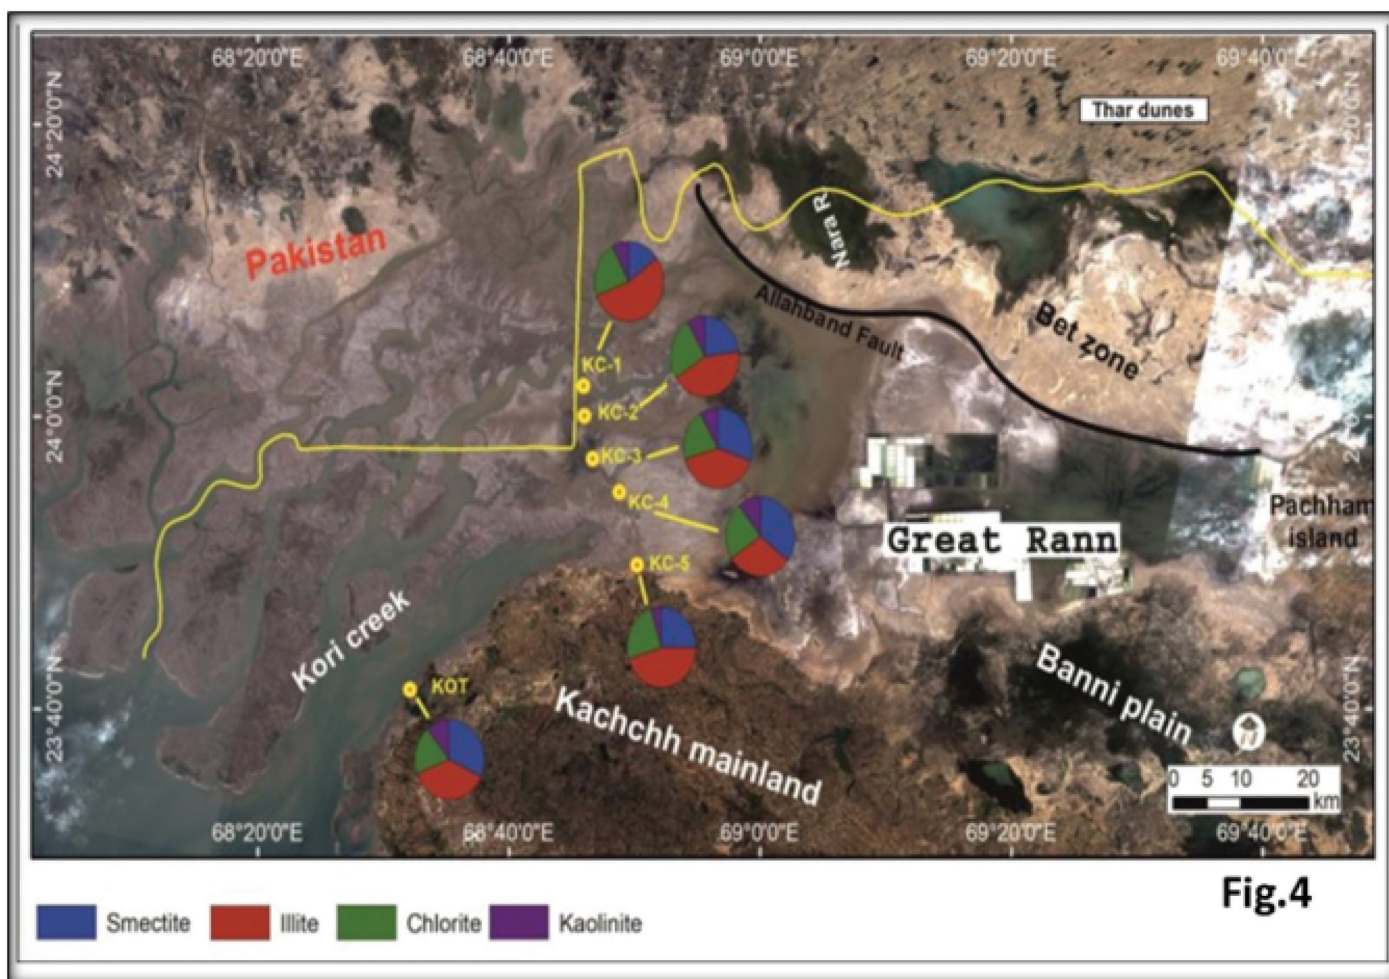 68°20'0"E 68°40'0"E 69°0'0"E 69°20'0"E 69°40'0"E
24°20'0"N
Thar dunes
Nara R
Pakistan
Allahband Fault
Bet zone
KC-1
KC-2
24°0'0"N
KC-3
KC-4
Pachham
island
Great Rann
KC-5
Kori creek
KOT
Kachchh mainland
Banni plain
23°40'0"N 23°40'0"N
0 5 10 20
km
68°20'0"E 68°40'0"E 69°0'0"E 69°20'0"E 69°40'0"E
Fig.4
Smectite Illite Chlorite Kaolinite